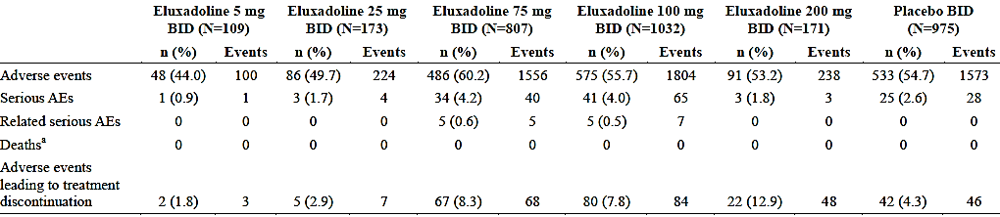 Eluxadoline 5 mg BID (N=109) Eluxadoline 25 mg BID (N=173) Eluxadoline 75 mg BID (N=807) Eluxadoline 100 mg BID (N=1032) Eluxadoline 200 mg BID (N=171) Placebo BID (N=975)
n (%) Events n (%) Events n (%) Events n (%) Events n (%) Events n (%) Events
Adverse events 48 (44.0) 100 86 (49.7) 224 486 (60.2) 1556 575 (55.7) 1804 91 (53.2) 238 533 (54.7) 1573
Serious AEs 1 (0.9) 1 3 (1.7) 4 34 (4.2) 40 41 (4.0) 65 3 (1.8) 3 25 (2.6) 28
Related serious AEs 0 0 0 0 5 (0.6) 5 5 (0.5) 7 0 0 0 0
Deathsᵃ 0 0 0 0 0 0 0 0 0 0 0 0
Adverse events
leading to treatment
discontinuation 2 (1.8) 3 5 (2.9) 7 67 (8.3) 68 80 (7.8) 84 22 (12.9) 48 42 (4.3) 46